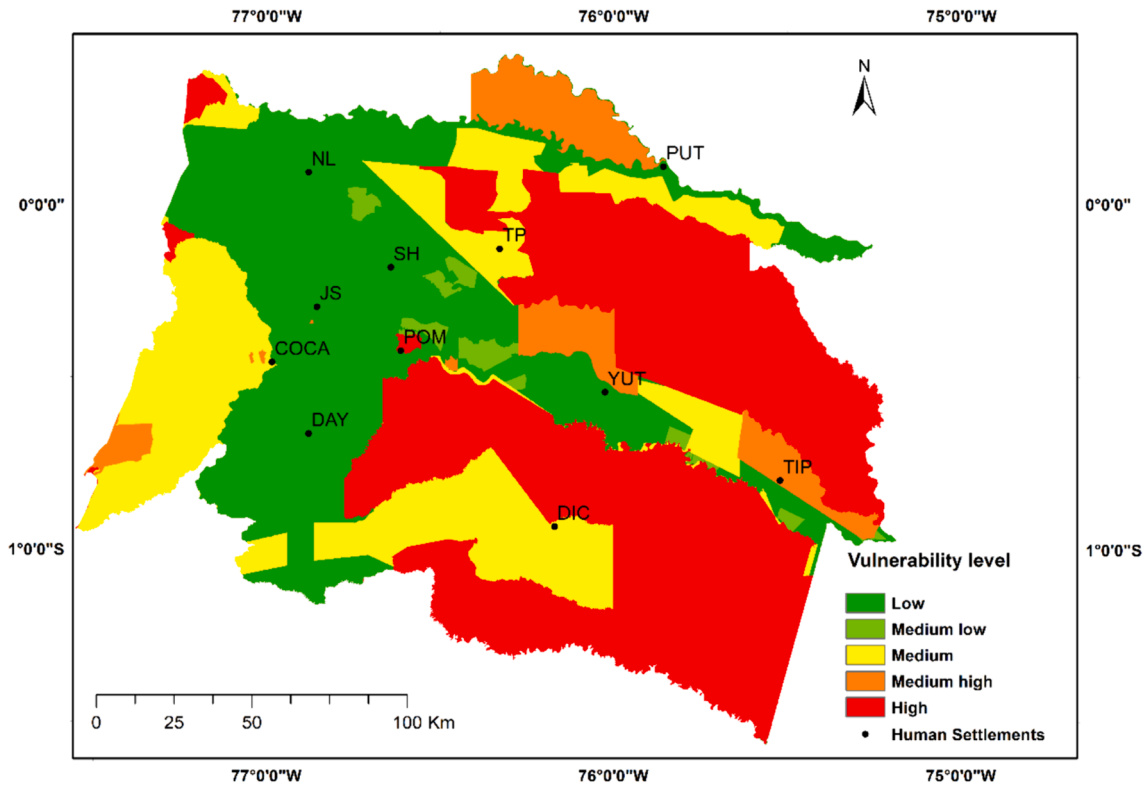 77°0'0"W 76°0'0"W 75°0'0"W
N
PUT
NL
0°0'0" 0°0'0"
TP
SH
JS
POM
COCA
YUT
DAY
TIP
DIC
1°0'0"S 1°0'0"S
Vulnerability level
Low
Medium low
Medium
Medium high
High
Human Settlements
0 25 50 100 Km
77°0'0"W 76°0'0"W 75°0'0"W